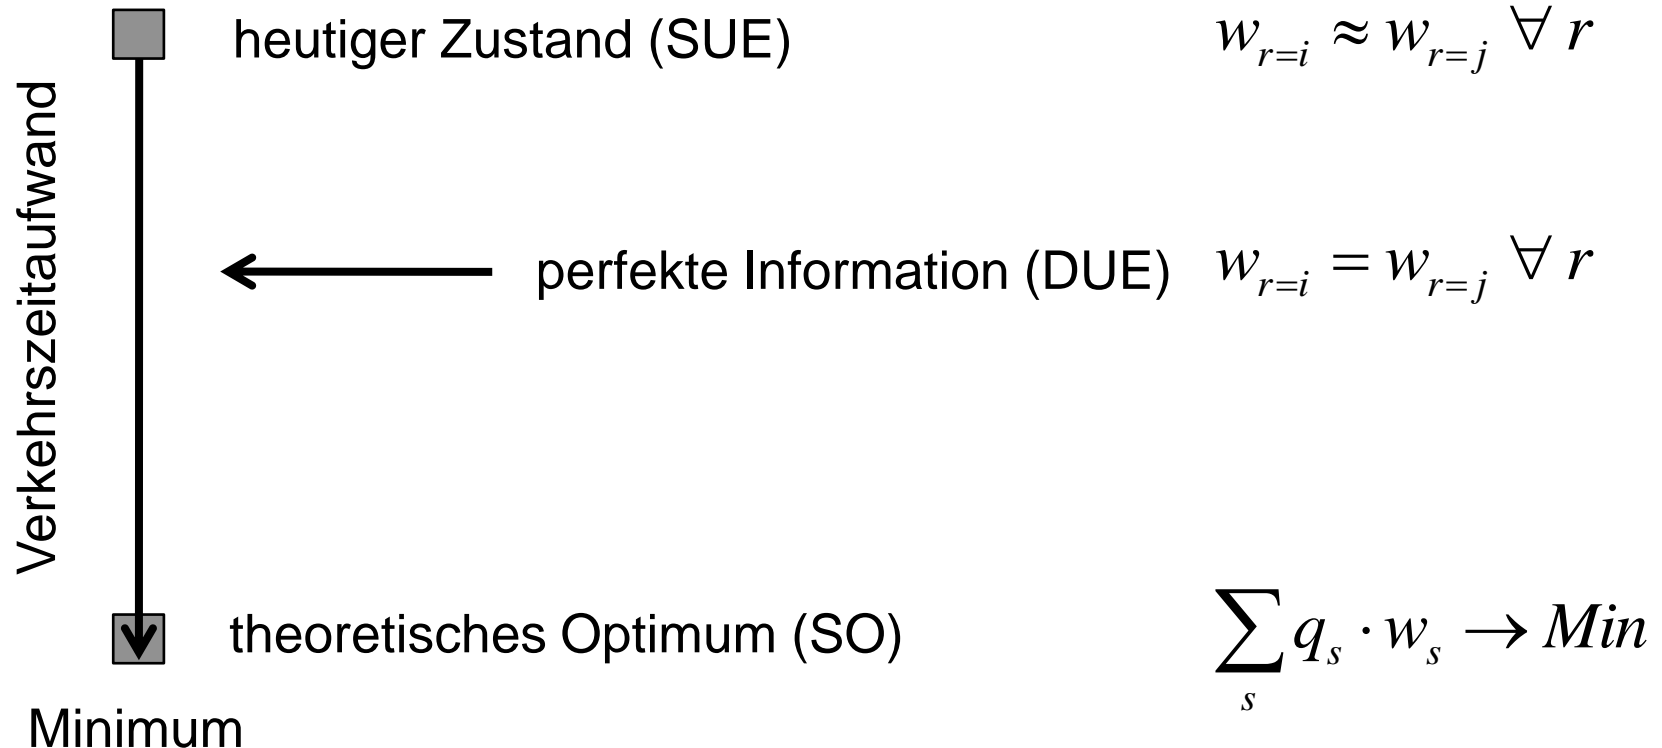 heutiger Zustand (SUE) w_{r=i} ≈ w_{r=j} ∀ r
Verkehrszeitaufwand
perfekte Information (DUE) w_{r=i} = w_{r=j} ∀ r
theoretisches Optimum (SO) ∑_s q_s · w_s → Min
Minimum